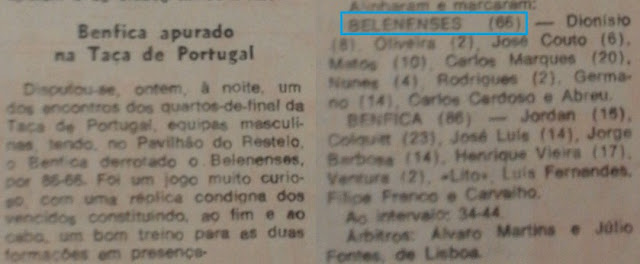 Benfica apurado
na Taça de Portugal
Disputou-se, ontem, à noite, um
dos encontros dos quartos-de-final da
Taça de Portugal, equipas masculi-
nas, tendo, no Pavilhão do Restelo,
o Benfica derrotado o Belenenses,
por 86-66. Foi um jogo muito curio-
so, com uma réplica condigna dos
vencidos constituindo, ao fim e ao
cabo, um bom treino para as duas
formações em presença-
Alinharam e marcaram:
BELENENSES (66) — Dionísio
(8), Oliveira (2), José Couto (6),
Matos (10), Carlos Marques (20),
Nunes (4), Rodrigues (2), Germa-
no (14), Carlos Cardoso e Abreu.
BENFICA (86) — Jordan (16),
Colquitt (23), José Luís (14), Jorge
Barbosa (14), Henrique Vieira (17),
Ventura (2), «Lito», Luís Fernandes,
Filipe Franco e Carvalho.
Ao intervalo: 34-44.
Árbitros: Álvaro Martins e Júlio
Fontes, de Lisboa.